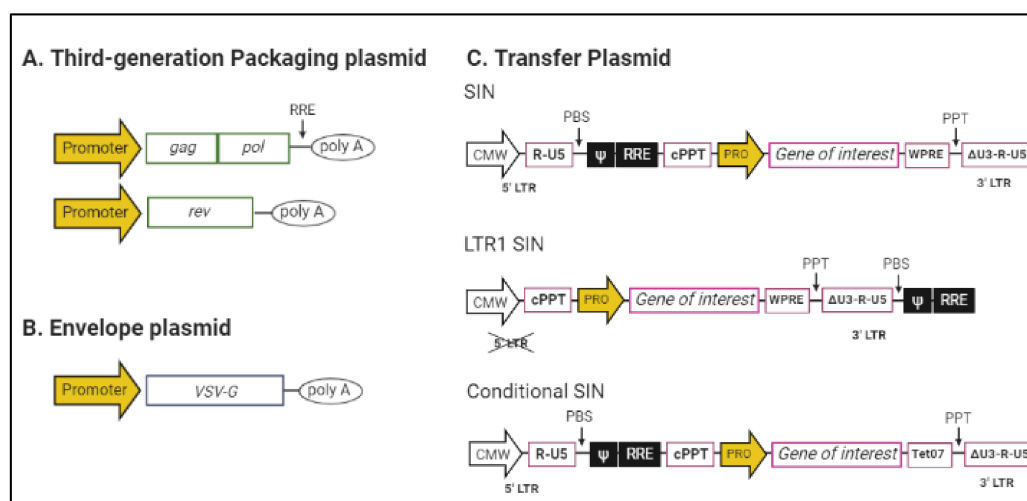 A. Third-generation Packaging plasmid
RRE
Promoter gag pol poly A
Promoter rev poly A
B. Envelope plasmid
Promoter VSV-G poly A
C. Transfer Plasmid
SIN
PBS PPT
CMW R-U5 ψ RRE cPPT PRO Gene of interest WPRE ΔU3-R-U5
5' LTR 3' LTR
LTR1 SIN
PPT PBS
CMW cPPT PRO Gene of interest WPRE ΔU3-R-U5 ψ RRE
5' LTR 3' LTR
Conditional SIN
PBS PPT
CMW R-U5 ψ RRE cPPT PRO Gene of interest Tet07 ΔU3-R-U5
5' LTR 3' LTR